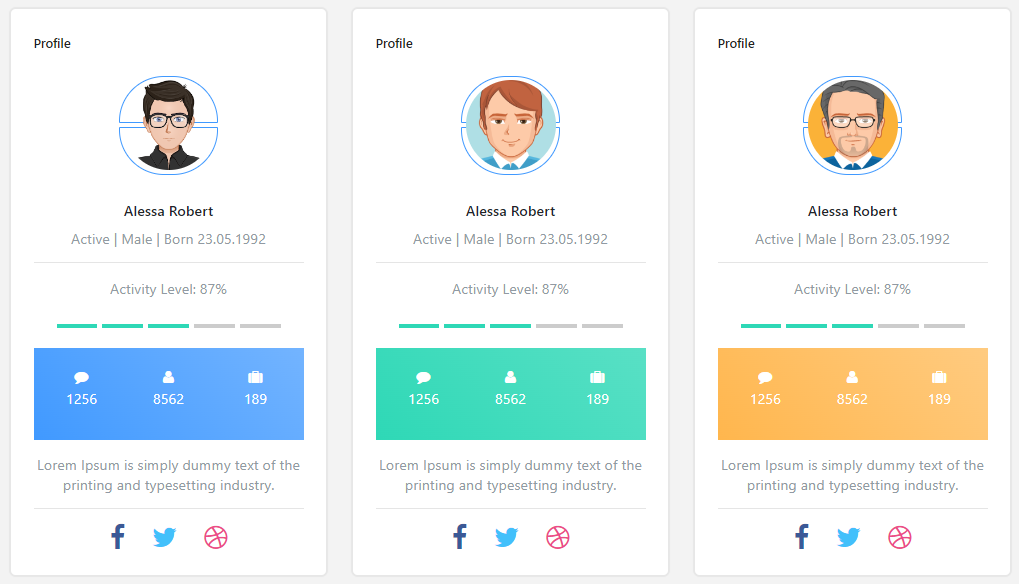 Profile
Alessa Robert
Active | Male | Born 23.05.1992
Activity Level: 87%
1256 8562 189
Lorem Ipsum is simply dummy text of the
printing and typesetting industry.
Profile
Alessa Robert
Active | Male | Born 23.05.1992
Activity Level: 87%
1256 8562 189
Lorem Ipsum is simply dummy text of the
printing and typesetting industry.
Profile
Alessa Robert
Active | Male | Born 23.05.1992
Activity Level: 87%
1256 8562 189
Lorem Ipsum is simply dummy text of the
printing and typesetting industry.